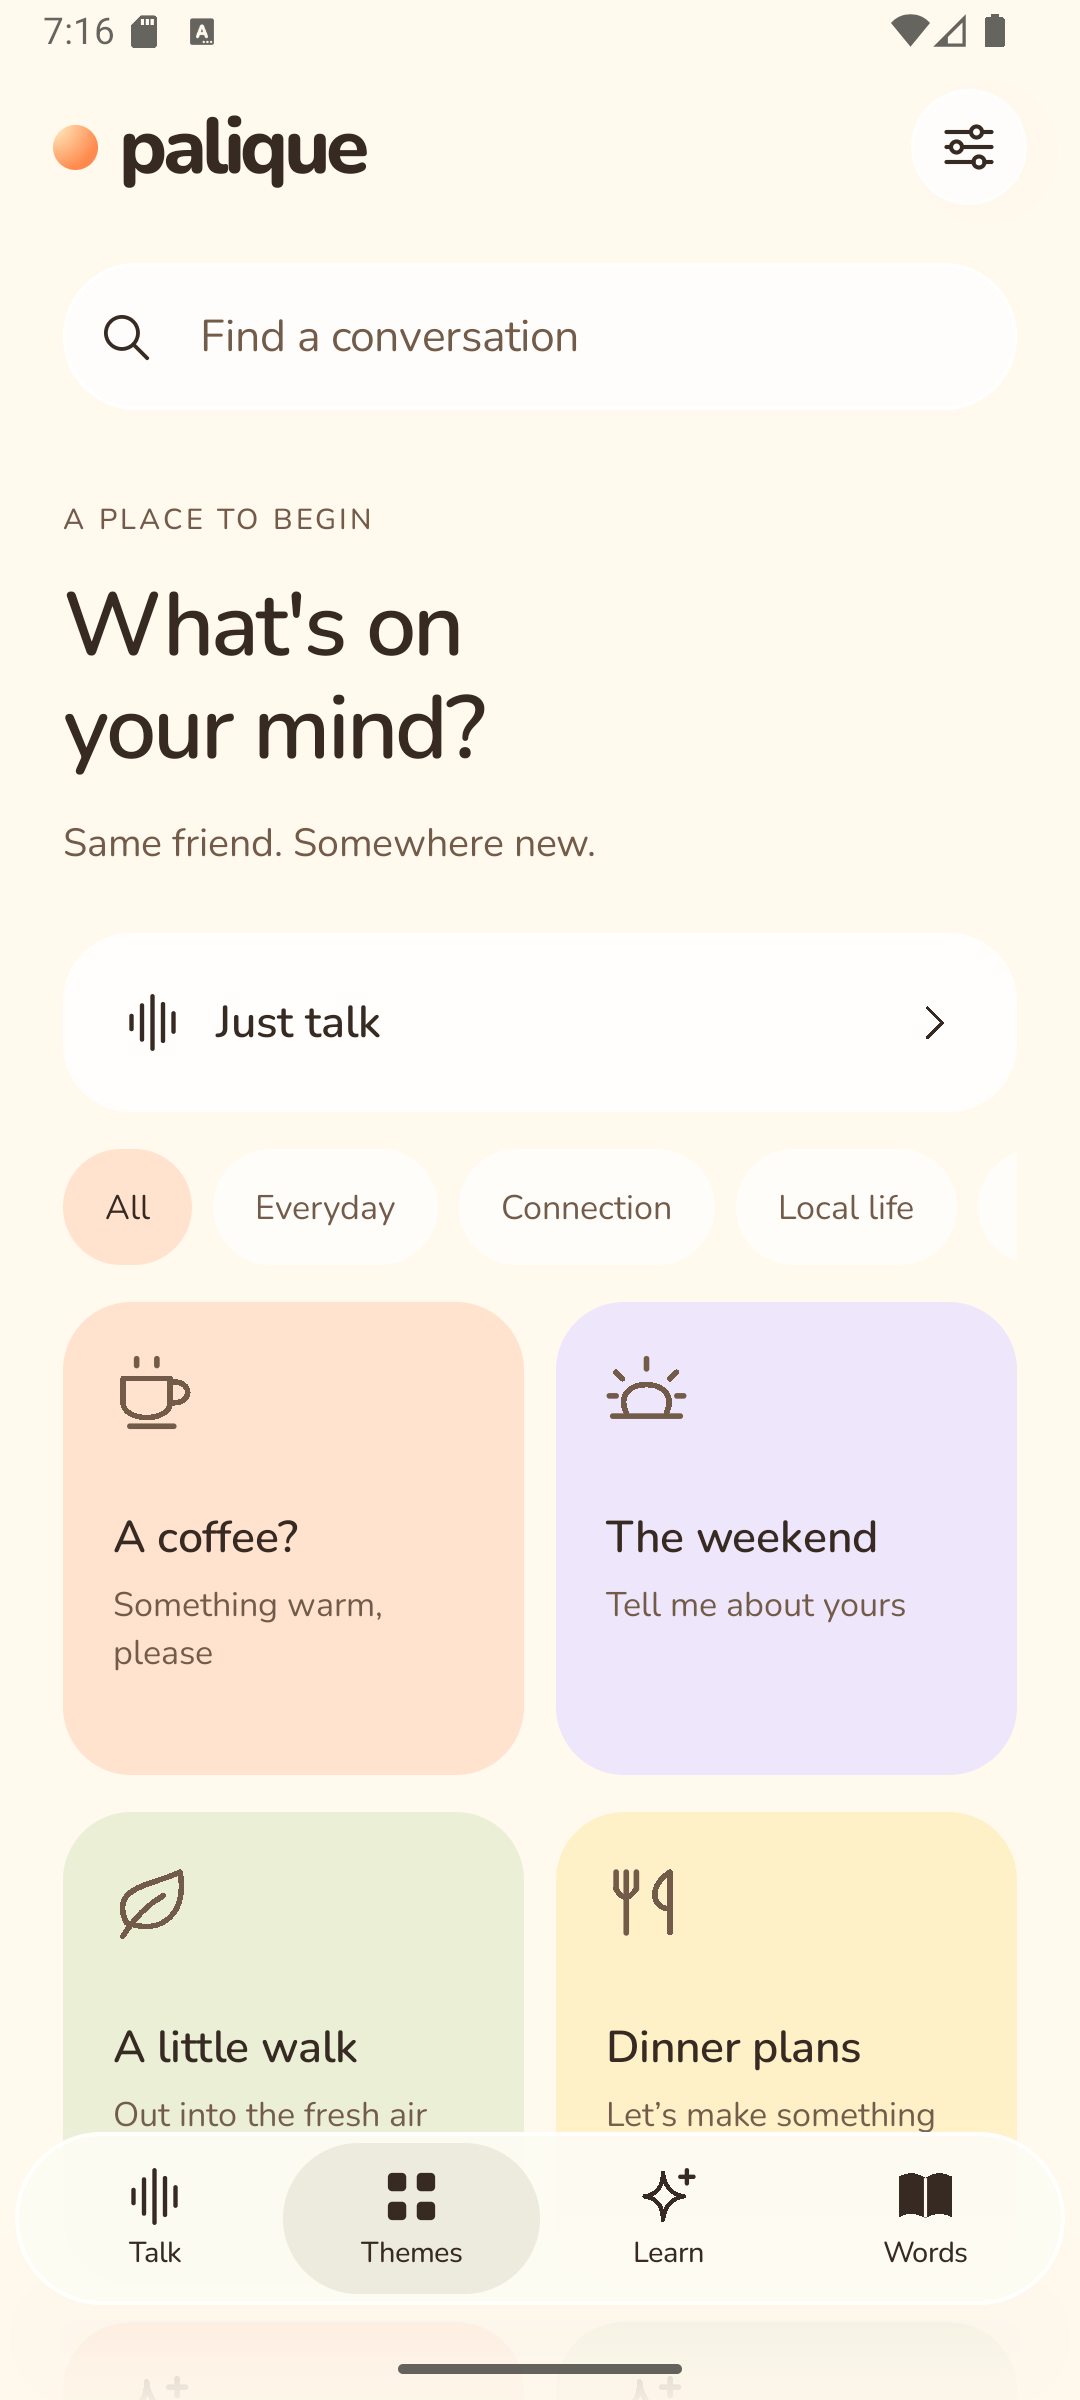 7:16
palique
Find a conversation
A PLACE TO BEGIN
What's on
your mind?
Same friend. Somewhere new.
Just talk
All
Everyday
Connection
Local life
A coffee?
Something warm,
please
The weekend
Tell me about yours
A little walk
Out into the fresh air
Dinner plans
Let’s make something
Talk
Themes
Learn
Words